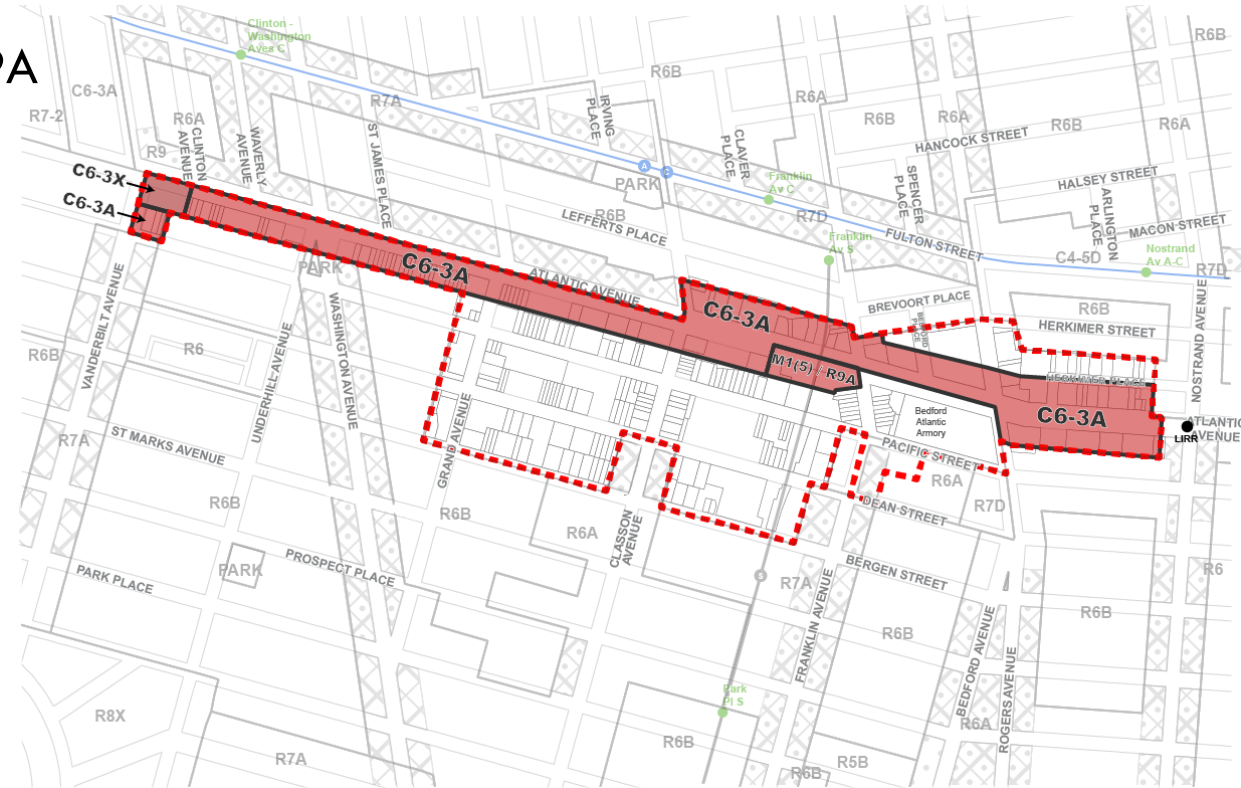 9A
Clinton -
Washington
Aves C
R6B
C6-3A
R7-2
R6A
R7A
R6B
IRVING
PLACE
R6A
R6B
R6A
R6B
R6A
HANCOCK STREET
R9
CLINTON
AVENUE
WAVERLY
AVENUE
ST JAMES PLACE
A
C
CLAVER
PLACE
Franklin
Av C
SPENCER
PLACE
HALSEY STREET
ARLINGTON
PLACE
MACON STREET
C6-3X
C6-3A
PARK
R6B
LEFFERTS PLACE
R7D
FULTON STREET
Franklin
Av S
Nostrand
Av A-C
C4-5D
R7D
PARK
C6-3A
ATLANTIC AVENUE
C6-3A
BREVOORT PLACE
BEDFORD
PLACE
R6B
HERKIMER STREET
NOSTRAND AVENUE
VANDERBILT AVENUE
R6B
R6
UNDERHILL AVENUE
WASHINGTON AVENUE
M1(5) / R9A
HERKIMER PLACE
C6-3A
ATLANTIC
AVENUE
LIRR
Bedford
Atlantic
Armory
R7A
ST MARKS AVENUE
GRAND AVENUE
PACIFIC STREET
R6A
R6B
R6B
R6A
CLASSON
AVENUE
DEAN STREET
R7D
PARK PLACE
PARK
PROSPECT PLACE
S
R7A
BERGEN STREET
R6
FRANKLIN AVENUE
R6B
R6B
BEDFORD AVENUE
ROGERS AVENUE
Park
Pl S
R8X
R7A
R6B
R6A
R5B
R6B